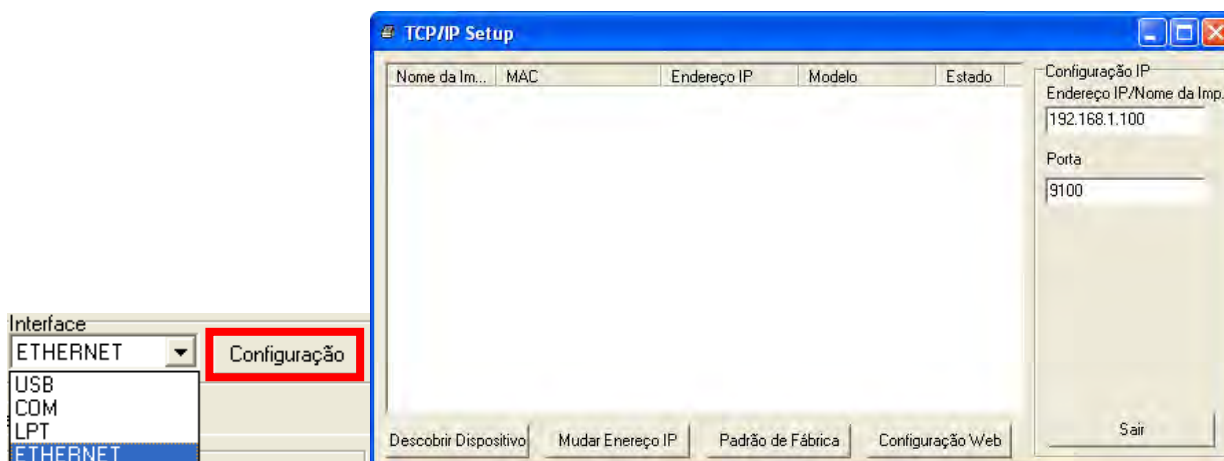 Interface
ETHERNET
Configuração
USB
COM
LPT
ETHERNET
TCP/IP Setup
Nome da Im... MAC Endereço IP Modelo Estado
Configuração IP
Endereço IP/Nome da Imp.
192.168.1.100
Porta
9100
Descobrir Dispositivo Mudar Enereço IP Padrão de Fábrica Configuração Web
Sair